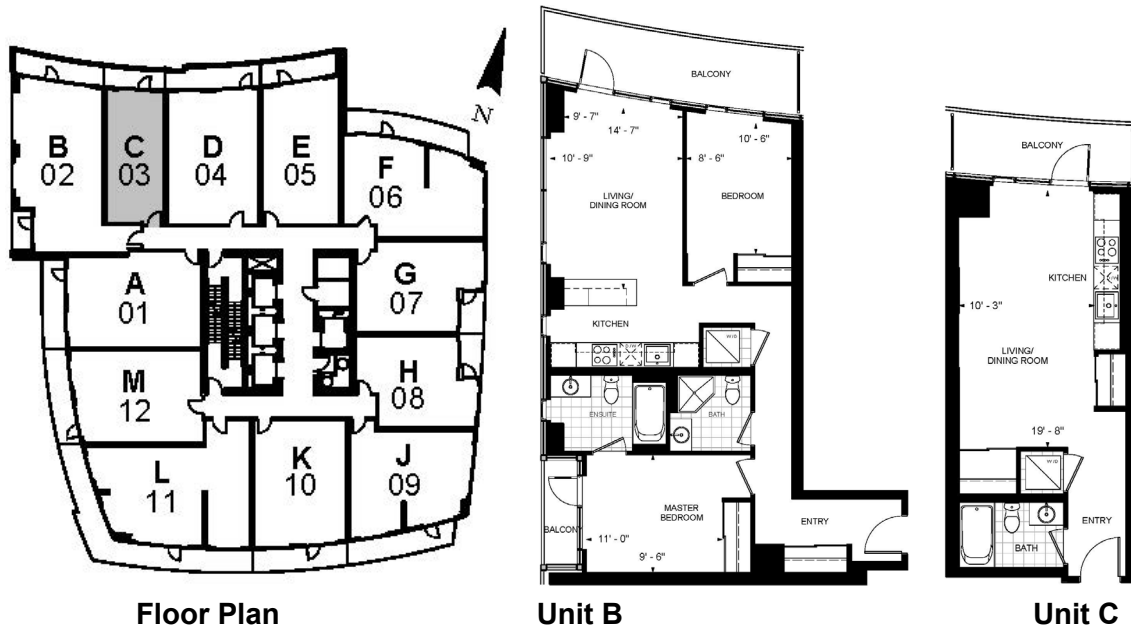 B
02
C
03
D
04
E
05
F
06
A
01
G
07
M
12
H
08
L
11
K
10
J
09
N
Floor Plan
BALCONY
9' - 7"
14' - 7"
10' - 6"
10' - 9"
8' - 6"
LIVING/
DINING ROOM
BEDROOM
KITCHEN
D/W
W/D
ENSUITE
BATH
MASTER
BEDROOM
BALCONY
11' - 0"
9' - 6"
ENTRY
Unit B
BALCONY
KITCHEN
10' - 3"
LIVING/
DINING ROOM
19' - 8"
W/D
ENTRY
BATH
Unit C